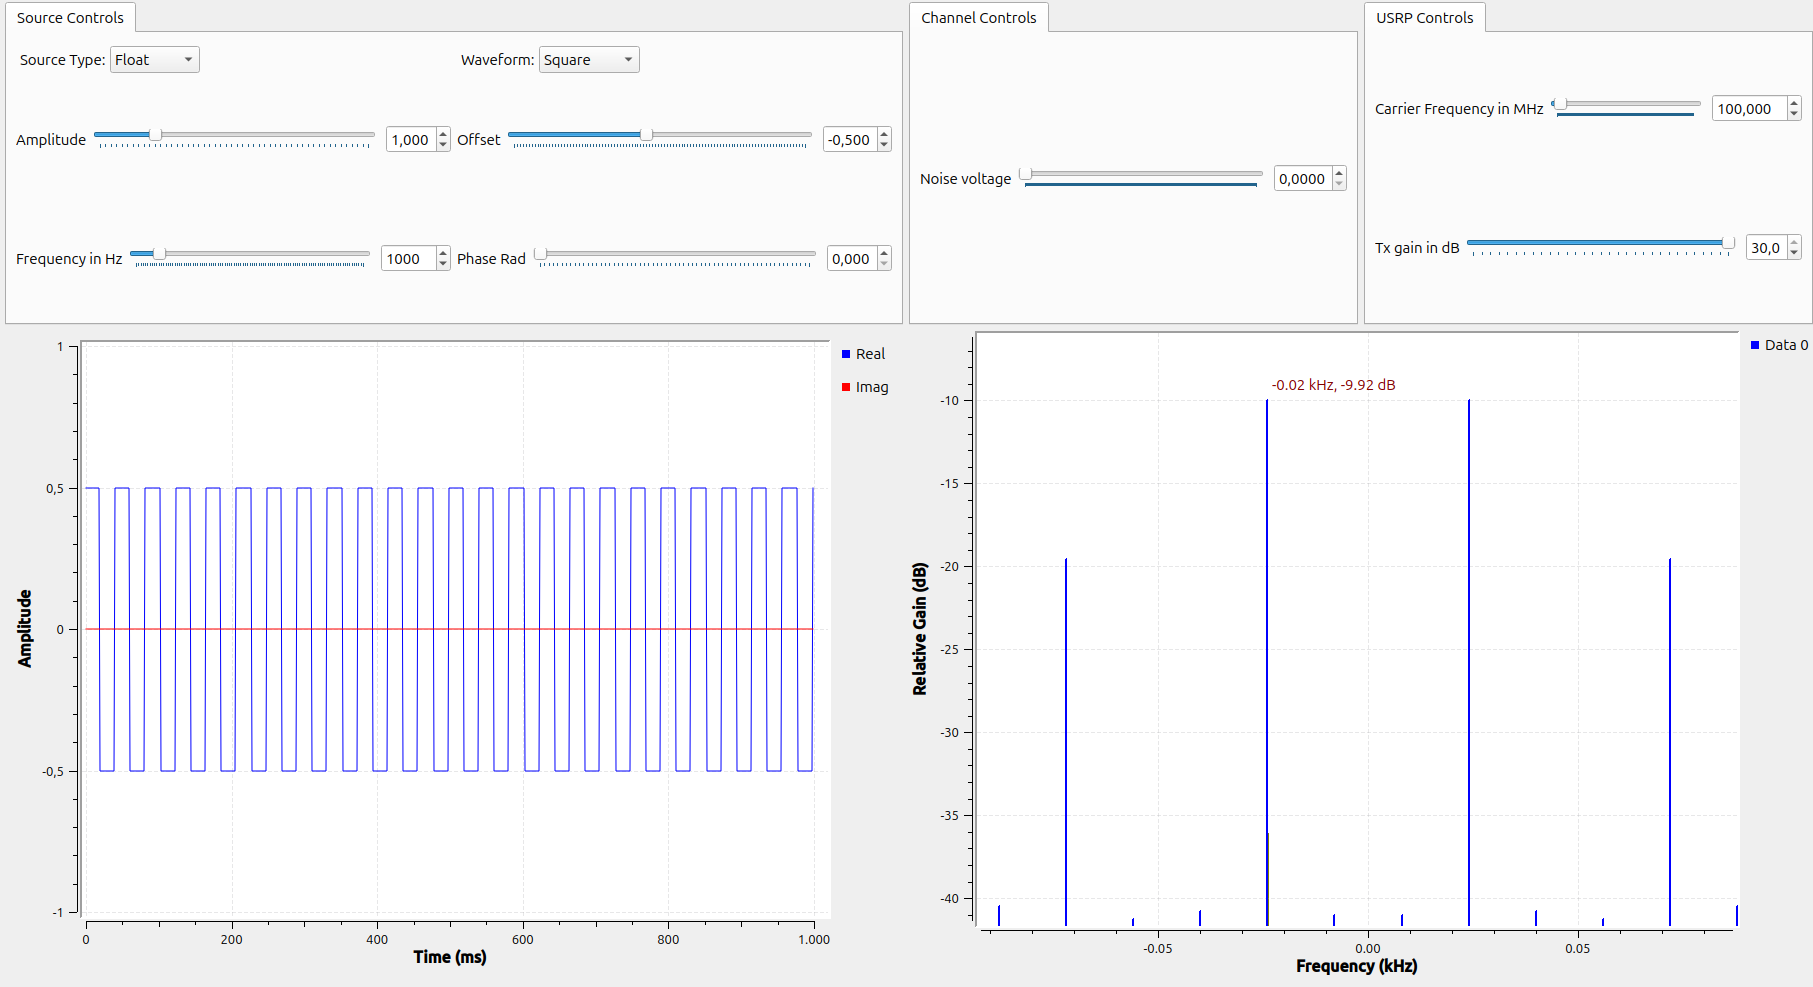 Source Controls
Source Type: Float
Waveform: Square
Amplitude 1,000
Offset -0,500
Frequency in Hz 1000
Phase Rad 0,000
Channel Controls
Noise voltage 0,0000
USRP Controls
Carrier Frequency in MHz 100,000
Tx gain in dB 30,0
1
0,5
0
-0,5
-1
Amplitude
0 200 400 600 800 1.000
Time (ms)
Real
Imag
-0.02 kHz, -9.92 dB
-10
-15
-20
-25
-30
-35
-40
Relative Gain (dB)
-0.05 0.00 0.05
Frequency (kHz)
Data 0